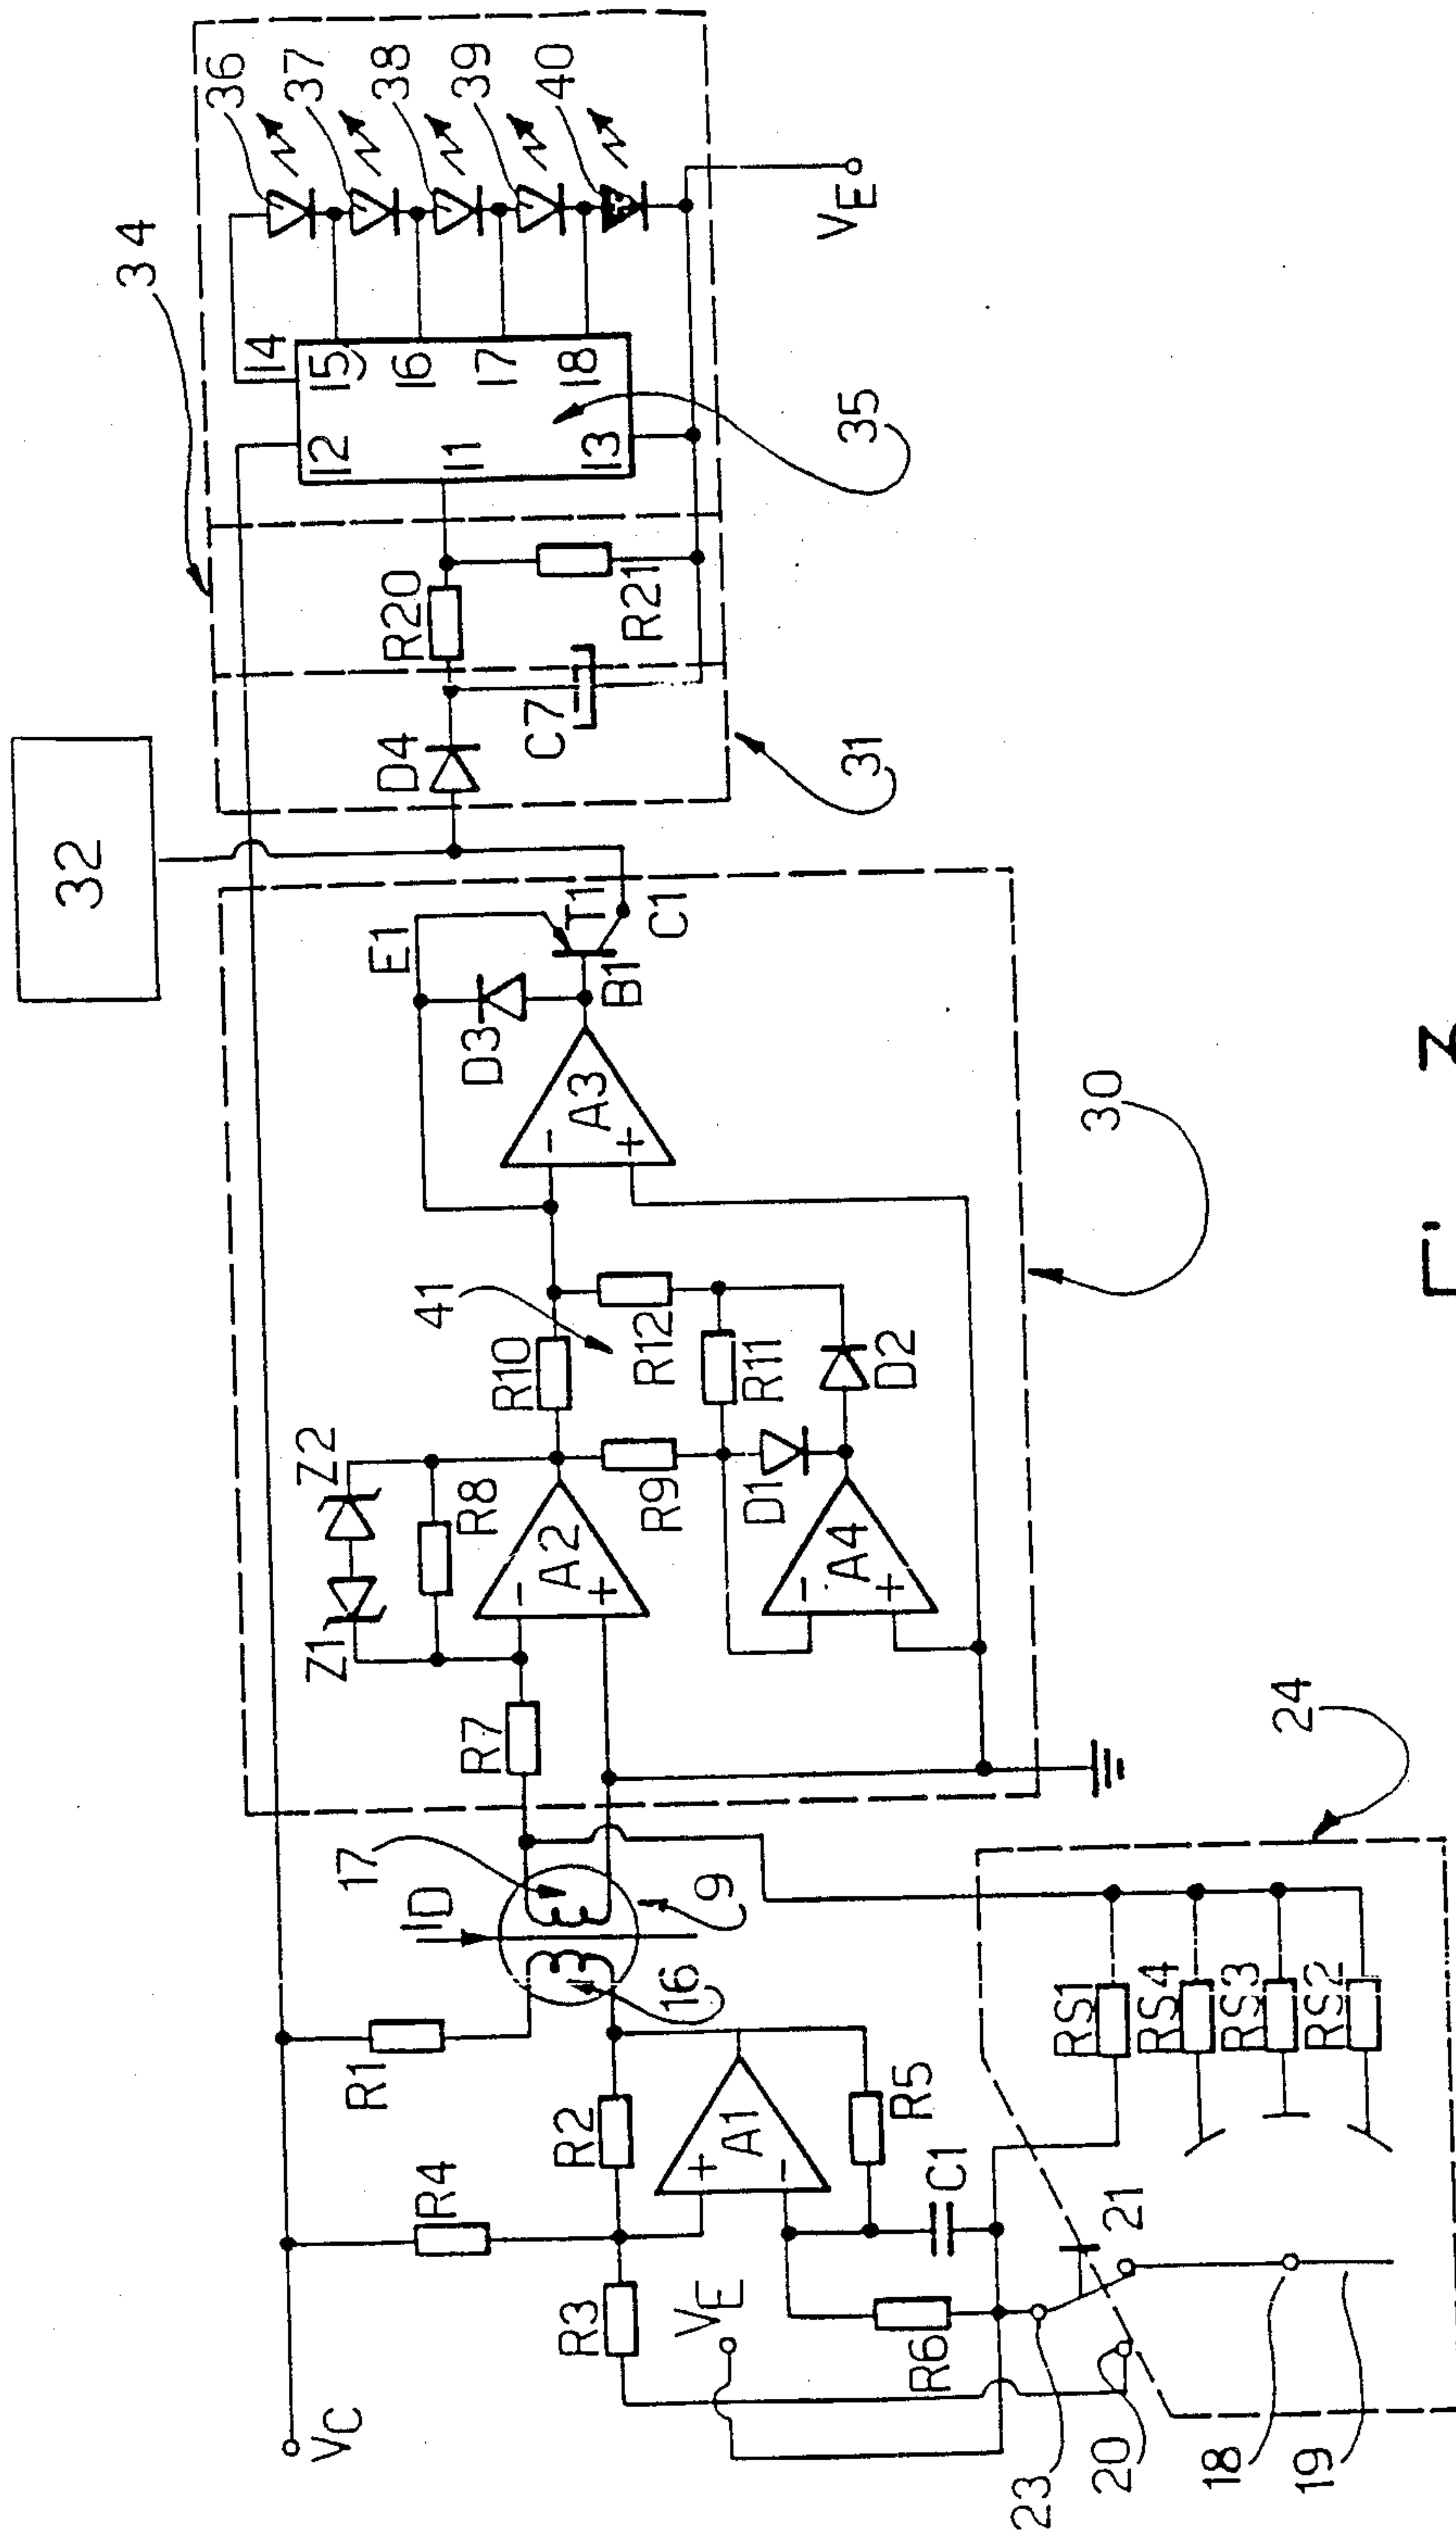 32
34
36
37
38
39
40
I4
I5
I6
I7
I8
I2
I1
I3
35
VE
R20
R21
D4
C7
31
E1
T1
C1
B1
D3
A3
30
41
R10
R12
R11
D2
D1
R9
Z1
Z2
R8
A2
A4
R7
17
ID
9
16
24
R1
R4
R2
R3
A1
R5
C1
R6
VC
VE
RS1
RS4
RS3
RS2
21
23
20
18
19